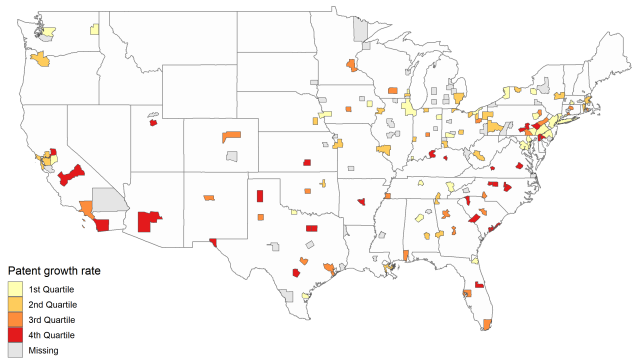 Patent growth rate
1st Quartile
2nd Quartile
3rd Quartile
4th Quartile
Missing